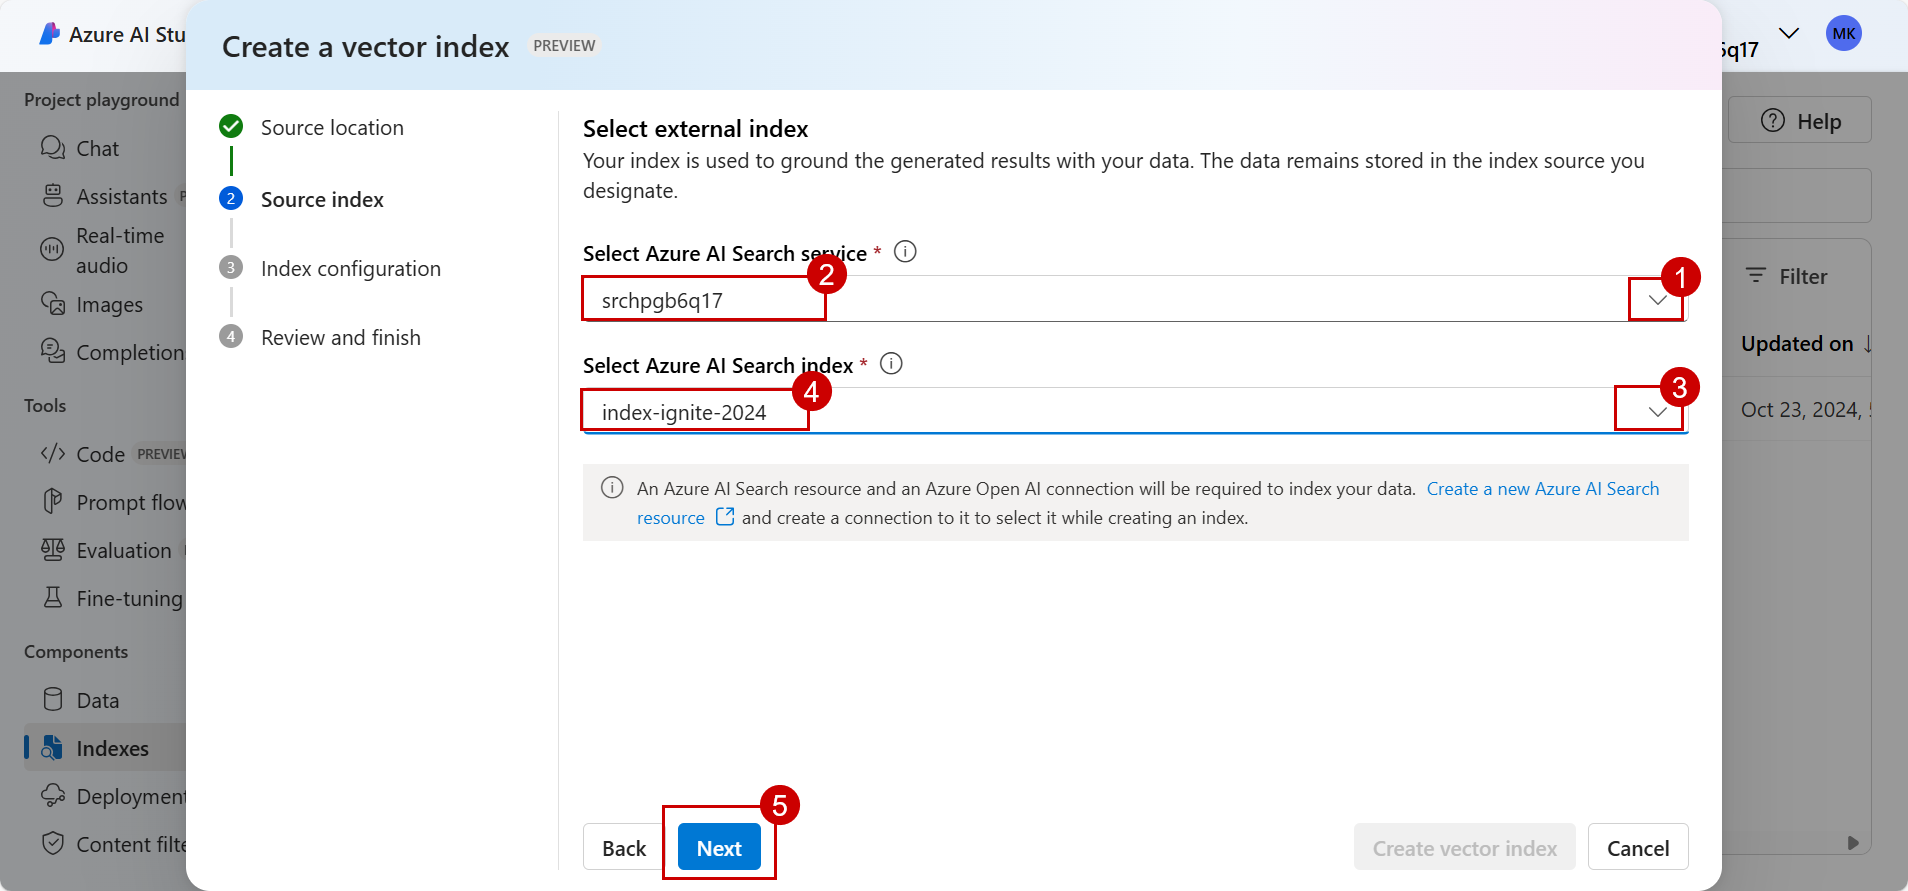 Azure AI Stu
Create a vector index PREVIEW
6q17
MK
Project playground
Chat
Assistants
Real-time
audio
Images
Completion
Tools
Code PREVIEW
Prompt flow
Evaluation
Fine-tuning
Components
Data
Indexes
Deployment
Content filte
Source location
2 Source index
3 Index configuration
4 Review and finish
Select external index
Your index is used to ground the generated results with your data. The data remains stored in the index source you
designate.
Select Azure AI Search service *
2
srchpgb6q17
1
Select Azure AI Search index *
4
index-ignite-2024
3
An Azure AI Search resource and an Azure Open AI connection will be required to index your data. Create a new Azure AI Search
resource and create a connection to it to select it while creating an index.
5
Back
Next
Create vector index
Cancel
Help
Filter
Updated on ↓
Oct 23, 2024,